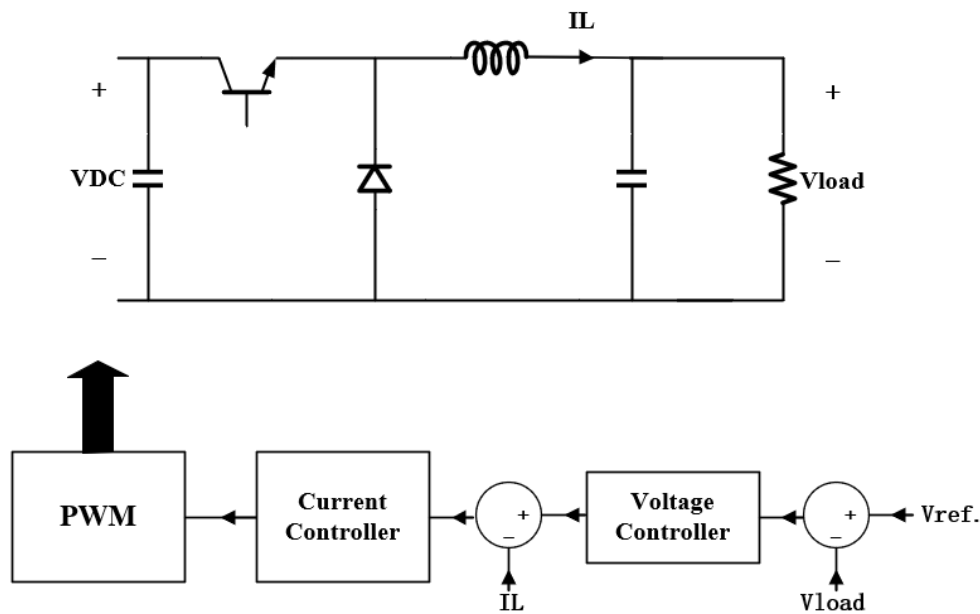 IL
+
+
VDC
Vload
−
−
PWM
Current
Controller
+
−
Voltage
Controller
+
−
Vref.
IL
Vload